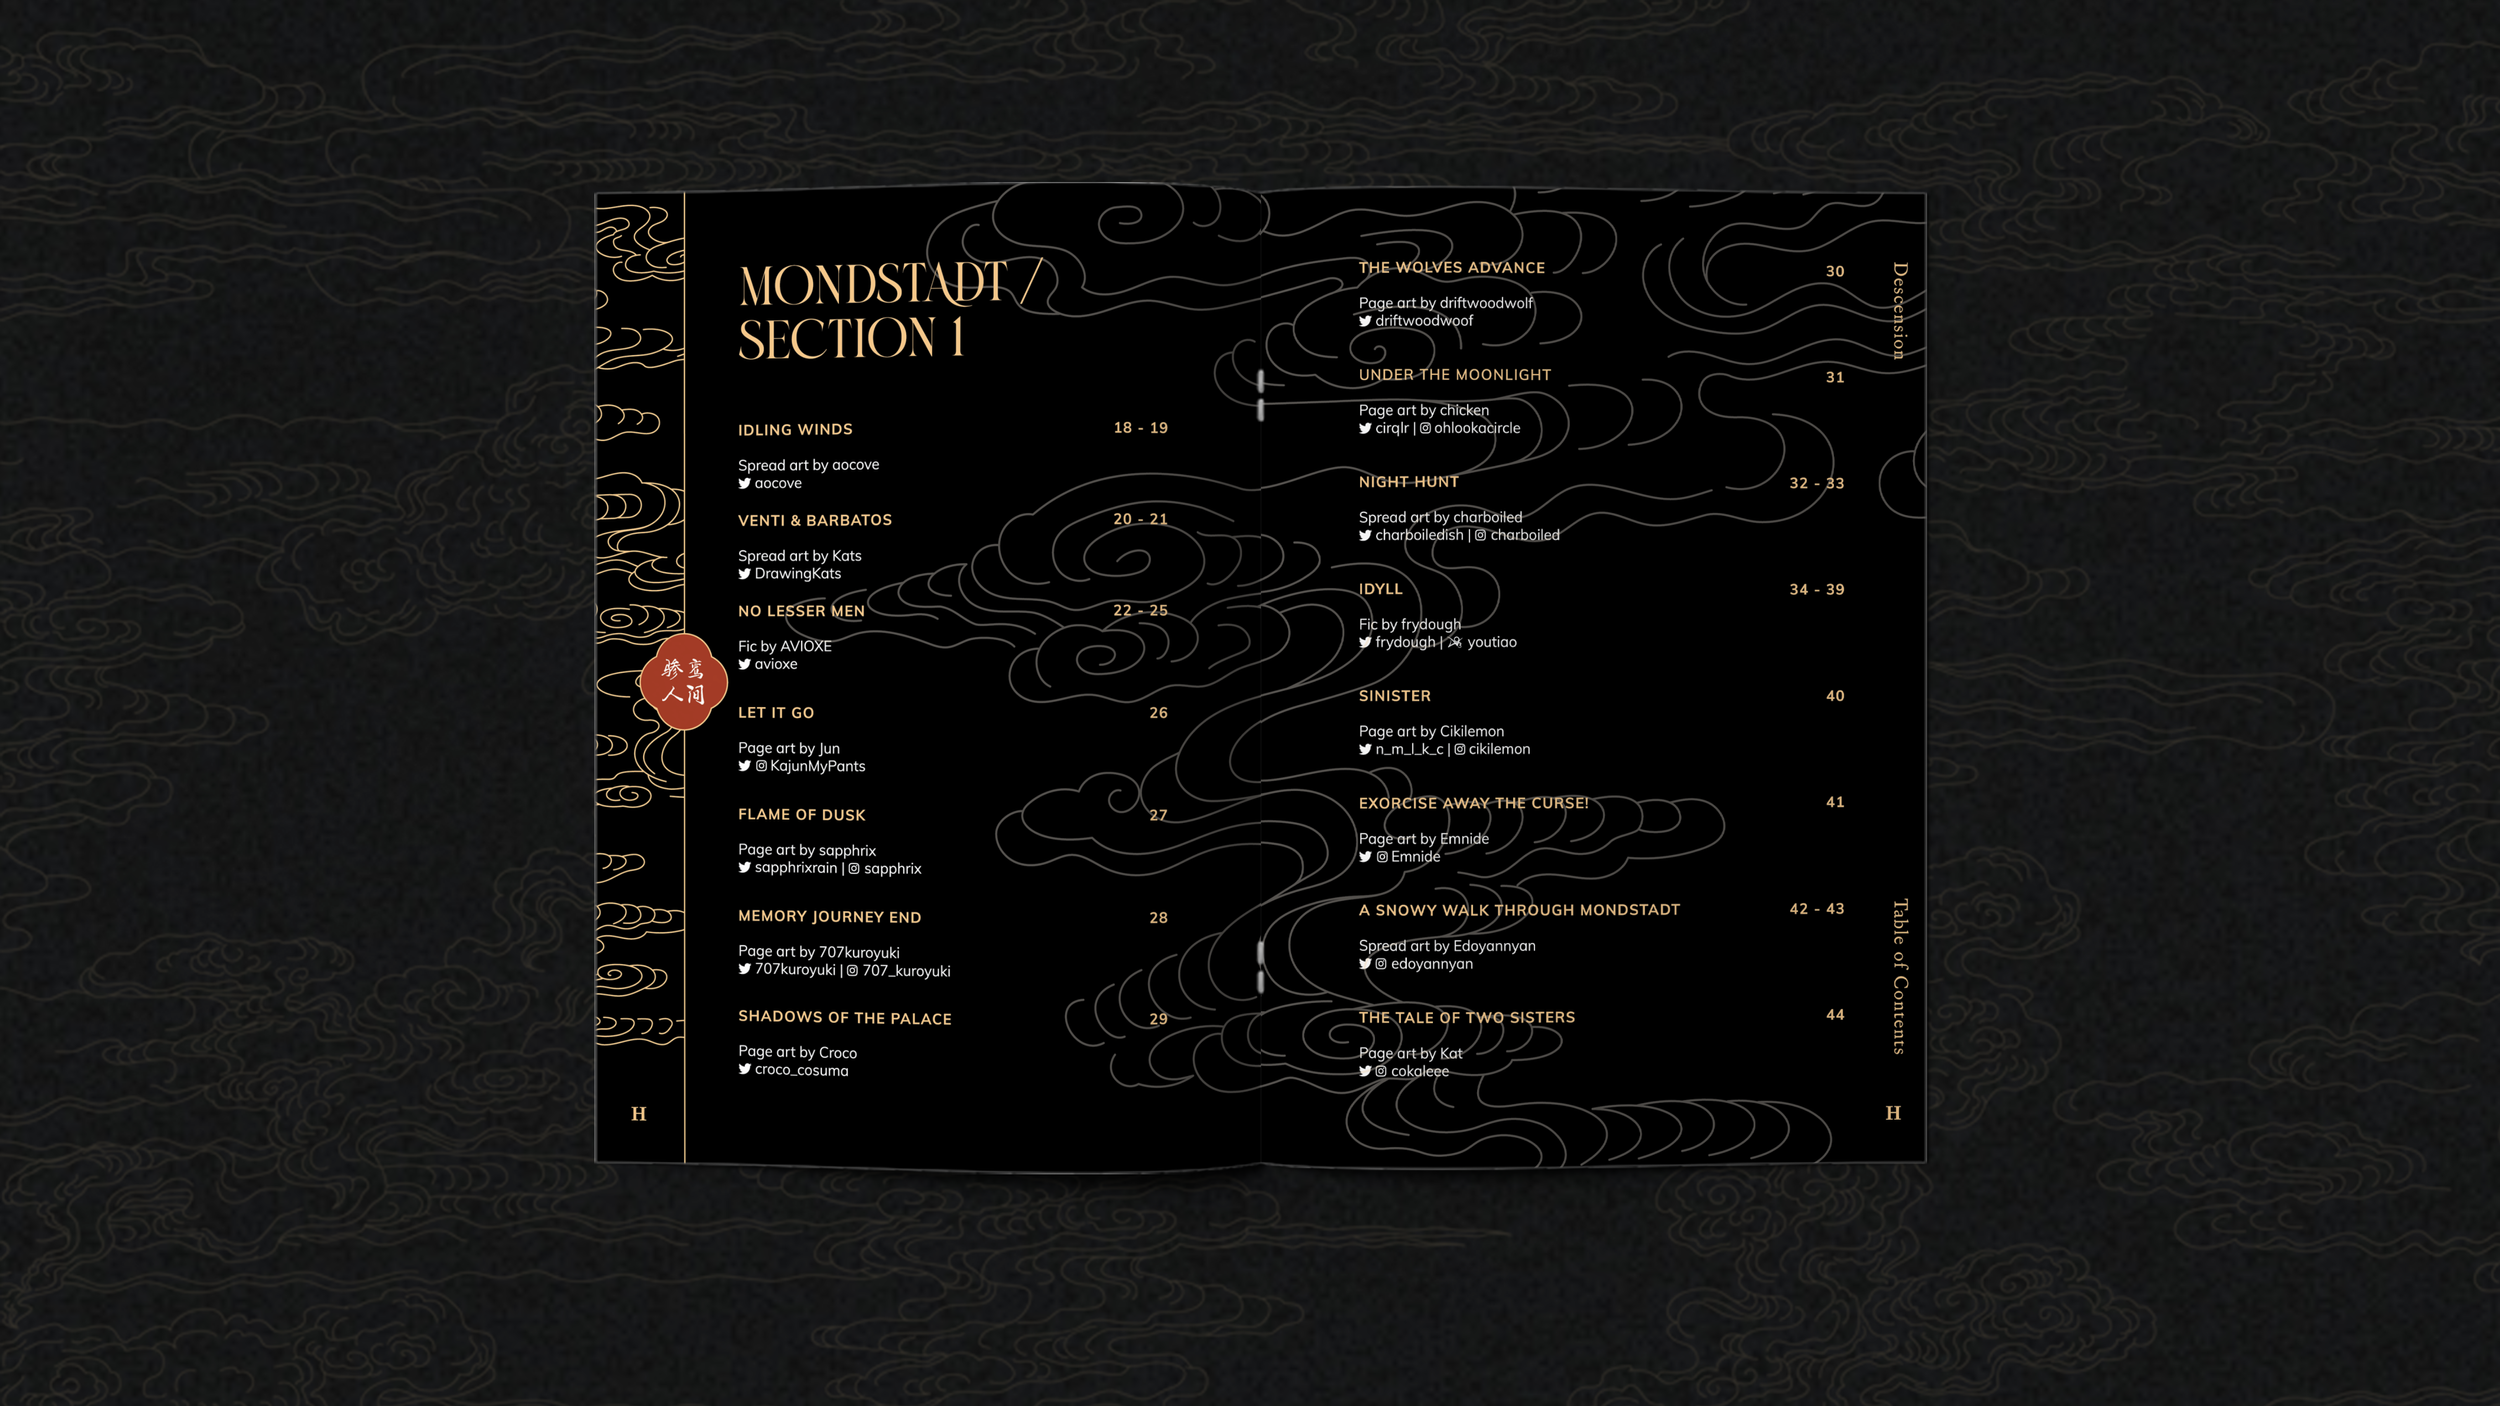 MONDSTADT /
SECTION 1
IDLING WINDS 18 - 19
Spread art by aocove
aocove
VENTI & BARBATOS 20 - 21
Spread art by Kats
DrawingKats
NO LESSER MEN 22 - 25
Fic by AVIOXE
avioxe
LET IT GO 26
Page art by Jun
KajunMyPants
FLAME OF DUSK 27
Page art by sapphrix
sapphrixrain | sapphrix
MEMORY JOURNEY END 28
Page art by 707kuroyuki
707kuroyuki | 707_kuroyuki
SHADOWS OF THE PALACE 29
Page art by Croco
croco_cosuma
骖鸾
人间
H
THE WOLVES ADVANCE 30
Page art by driftwoodwolf
driftwoodwoof
UNDER THE MOONLIGHT 31
Page art by chicken
cirqlr | ohlookacircle
NIGHT HUNT 32 - 33
Spread art by charboiled
charboiledish | charboiled
IDYLL 34 - 39
Fic by frydough
frydough | youtiao
SINISTER 40
Page art by Cikilemon
n_m_l_k_c | cikilemon
EXORCISE AWAY THE CURSE! 41
Page art by Emnide
Emnide
A SNOWY WALK THROUGH MONDSTADT 42 - 43
Spread art by Edoyannyan
edoyannyan
THE TALE OF TWO SISTERS 44
Page art by Kat
cokaleee
Descension
Table of Contents
H